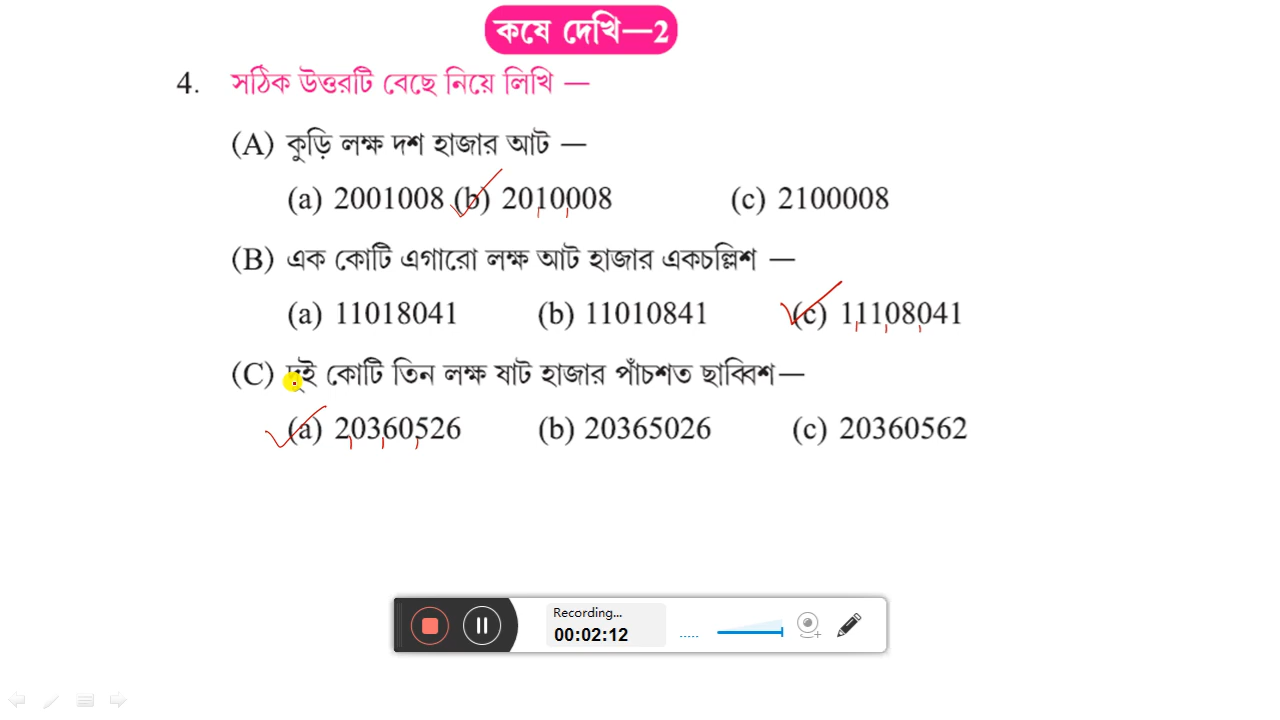 কষে দেখি—2
4. সঠিক উত্তরটি বেছে নিয়ে লিখি —
(A) কুড়ি লক্ষ দশ হাজার আট —
(a) 2001008 (b) 2010008 (c) 2100008
(B) এক কোটি এগারো লক্ষ আট হাজার একচল্লিশ —
(a) 11018041 (b) 11010841 (c) 11108041
(C) দুই কোটি তিন লক্ষ ষাট হাজার পাঁচশত ছাব্বিশ—
(a) 20360526 (b) 20365026 (c) 20360562
Recording...
00:02:12